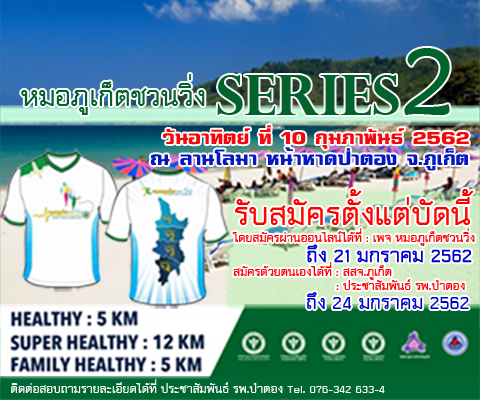 หมอภูเก็ตชวนวิ่ง SERIES 2
วันอาทิตย์ ที่ 10 กุมภาพันธ์ 2562
ณ ลานโลมา หน้าหาดป่าตอง จ.ภูเก็ต
รับสมัครตั้งแต่บัดนี้
โดยสมัครผ่านออนไลน์ได้ที่ : เพจ หมอภูเก็ตชวนวิ่ง
ถึง 21 มกราคม 2562
สมัครด้วยตนเองได้ที่ : สสจ.ภูเก็ต
: ประชาสัมพันธ์ รพ.ป่าตอง
ถึง 24 มกราคม 2562
HEALTHY : 5 KM
SUPER HEALTHY : 12 KM
FAMILY HEALTHY : 5 KM
ติดต่อสอบถามรายละเอียดได้ที่ ประชาสัมพันธ์ รพ.ป่าตอง Tel. 076-342 633-4